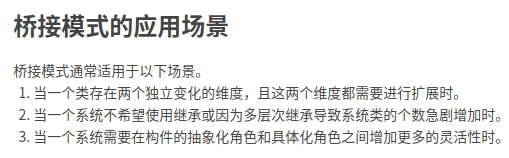 桥接模式的应用场景
桥接模式通常适用于以下场景。
1. 当一个类存在两个独立变化的维度，且这两个维度都需要进行扩展时。
2. 当一个系统不希望使用继承或因为多层次继承导致系统类的个数急剧增加时。
3. 当一个系统需要在构件的抽象化角色和具体化角色之间增加更多的灵活性时。